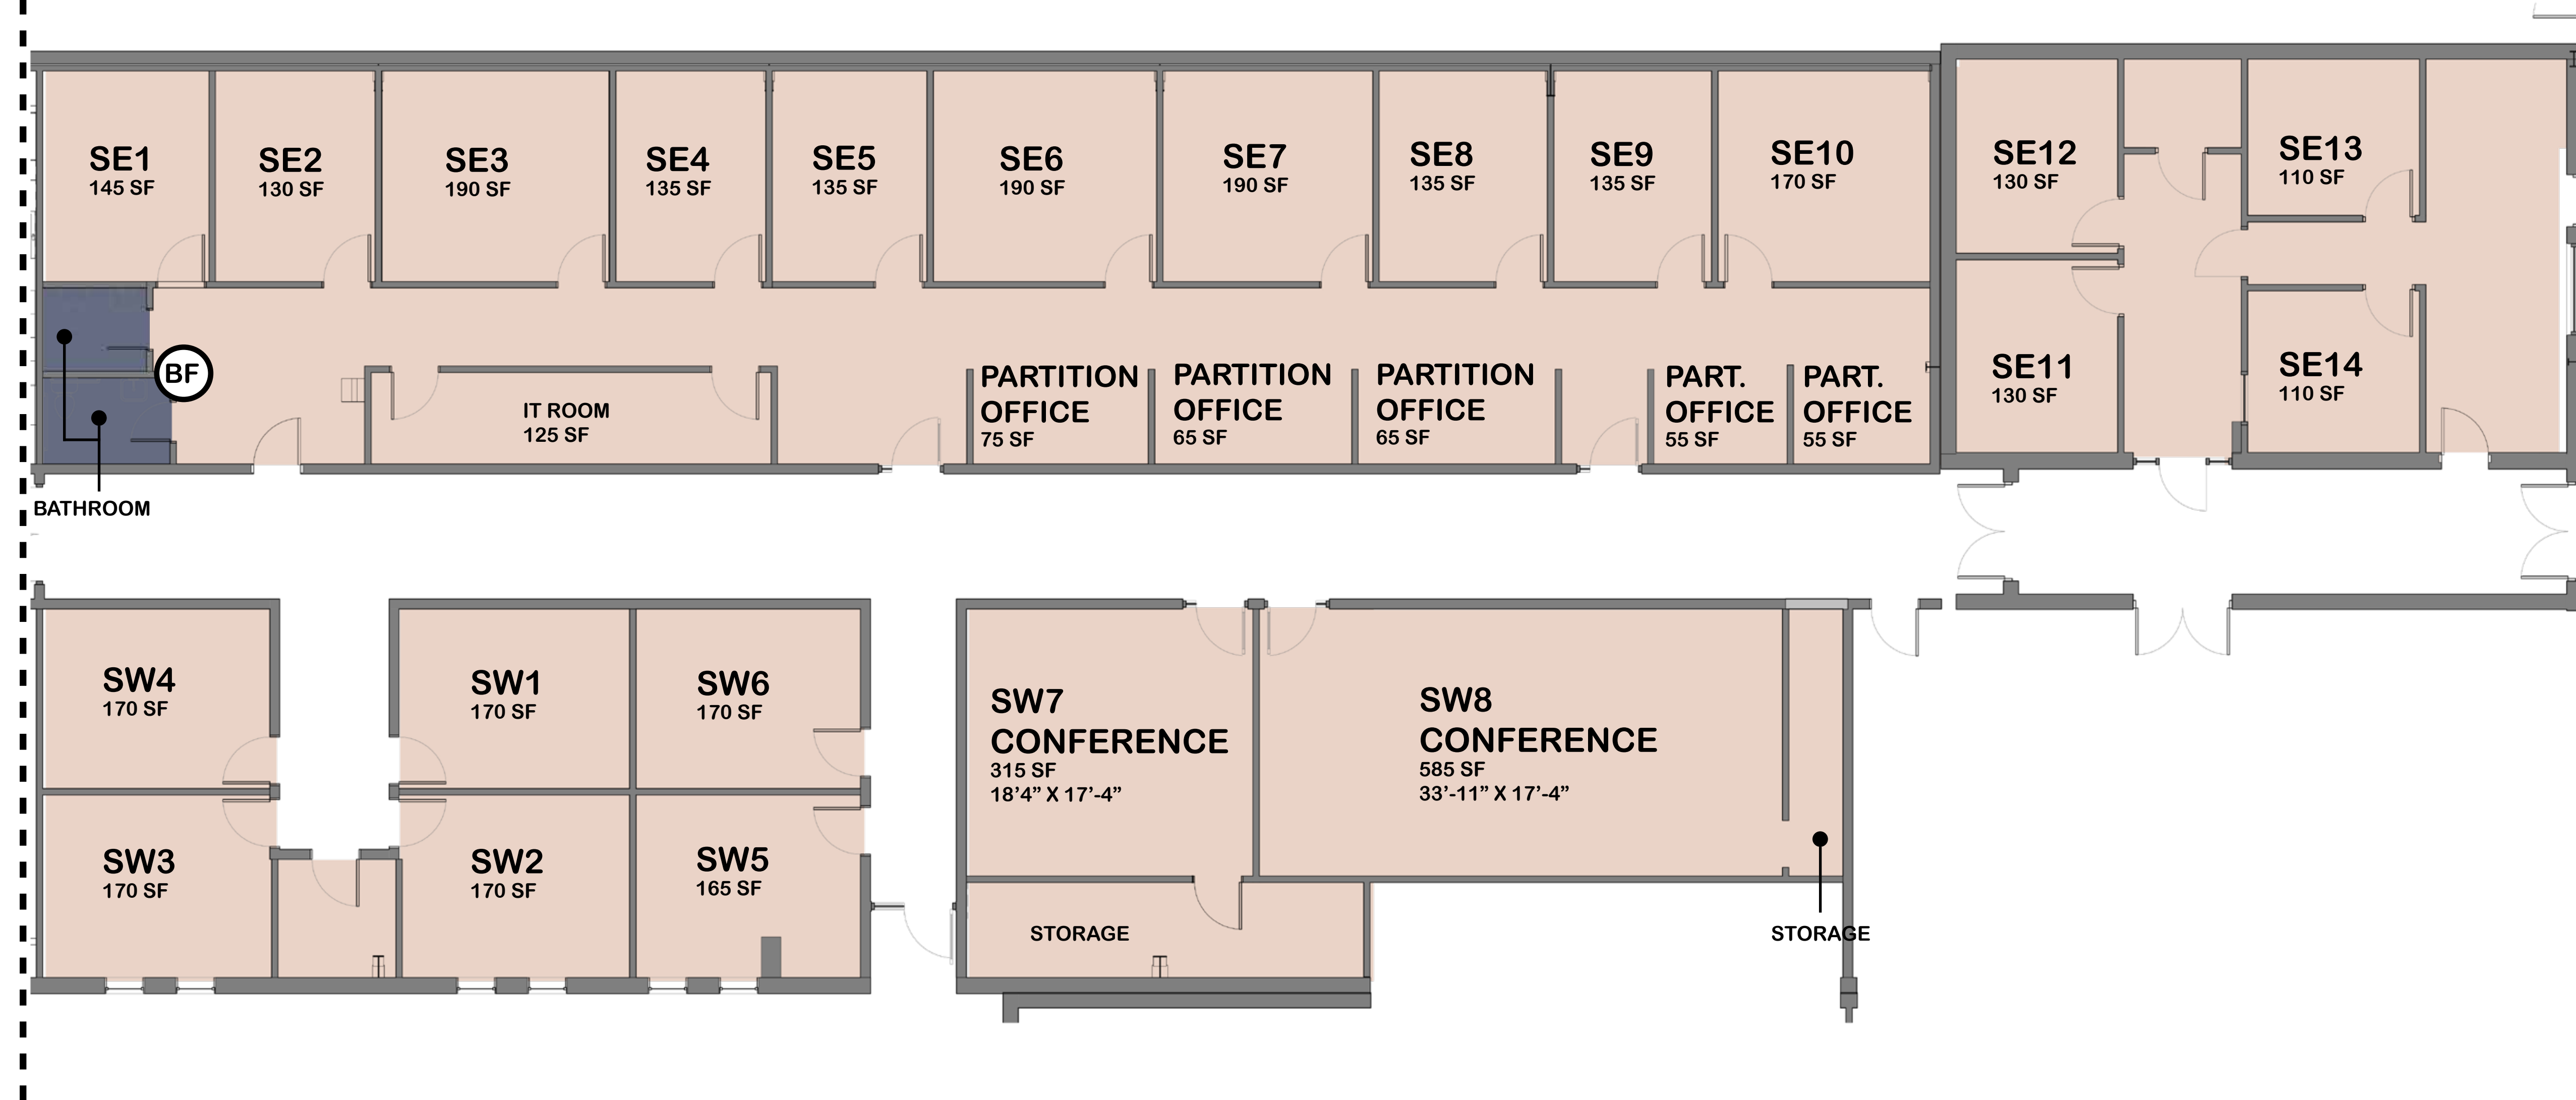 SE1
145 SF
SE2
130 SF
SE3
190 SF
SE4
135 SF
SE5
135 SF
SE6
190 SF
SE7
190 SF
SE8
135 SF
SE9
135 SF
SE10
170 SF
SE12
130 SF
SE13
110 SF
BF
IT ROOM
125 SF
PARTITION
OFFICE
75 SF
PARTITION
OFFICE
65 SF
PARTITION
OFFICE
65 SF
PART.
OFFICE
55 SF
PART.
OFFICE
55 SF
SE11
130 SF
SE14
110 SF
BATHROOM
SW4
170 SF
SW1
170 SF
SW6
170 SF
SW7
CONFERENCE
315 SF
18’4” X 17’-4”
SW8
CONFERENCE
585 SF
33’-11” X 17’-4”
SW3
170 SF
SW2
170 SF
SW5
165 SF
STORAGE
STORAGE